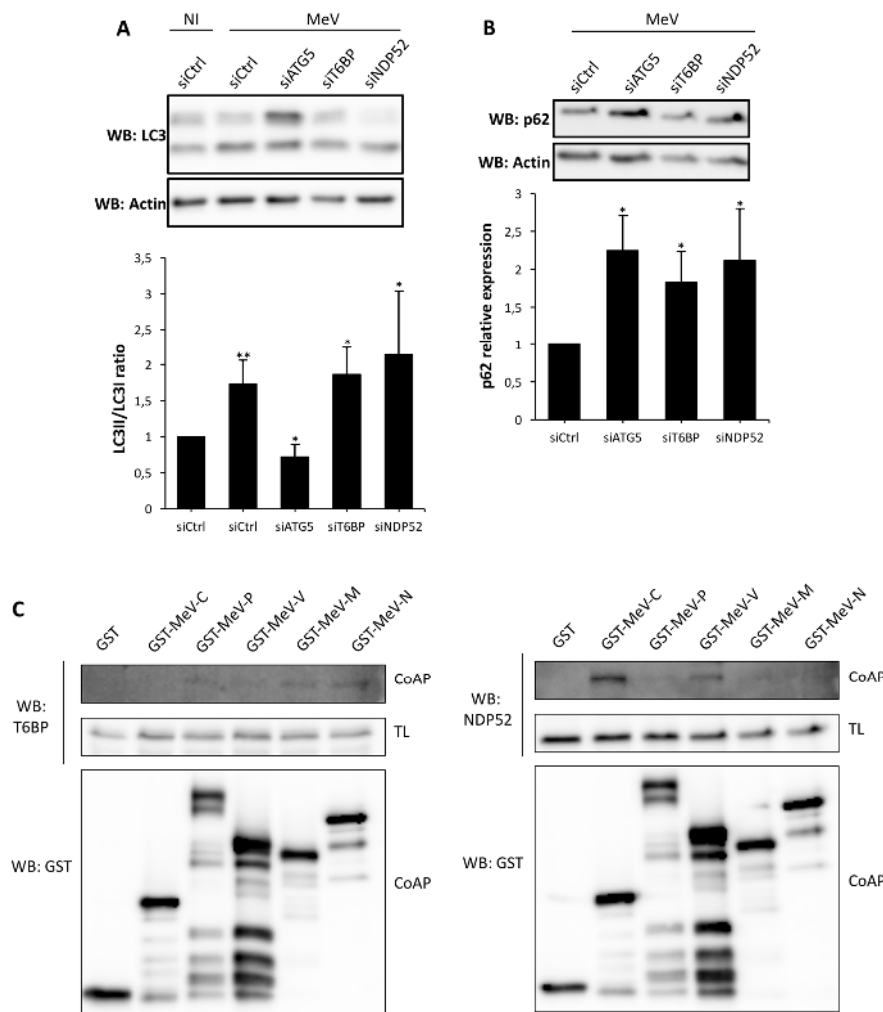 A
NI
MeV
siCtrl
siCtrl
siATG5
siT6BP
siNDP52
WB: LC3
WB: Actin
3,5
3
2,5
2
1,5
1
0,5
0
LC3II/LC3I ratio
**
*
*
*
siCtrl
siCtrl
siATG5
siT6BP
siNDP52
B
MeV
siCtrl
siATG5
siT6BP
siNDP52
WB: p62
WB: Actin
3
2,5
2
1,5
1
0,5
0
p62 relative expression
*
*
*
siCtrl
siATG5
siT6BP
siNDP52
C
GST
GST-MeV-C
GST-MeV-P
GST-MeV-V
GST-MeV-M
GST-MeV-N
WB:
T6BP
CoAP
TL
WB: GST
CoAP
GST
GST-MeV-C
GST-MeV-P
GST-MeV-V
GST-MeV-M
GST-MeV-N
WB:
NDP52
CoAP
TL
WB: GST
CoAP